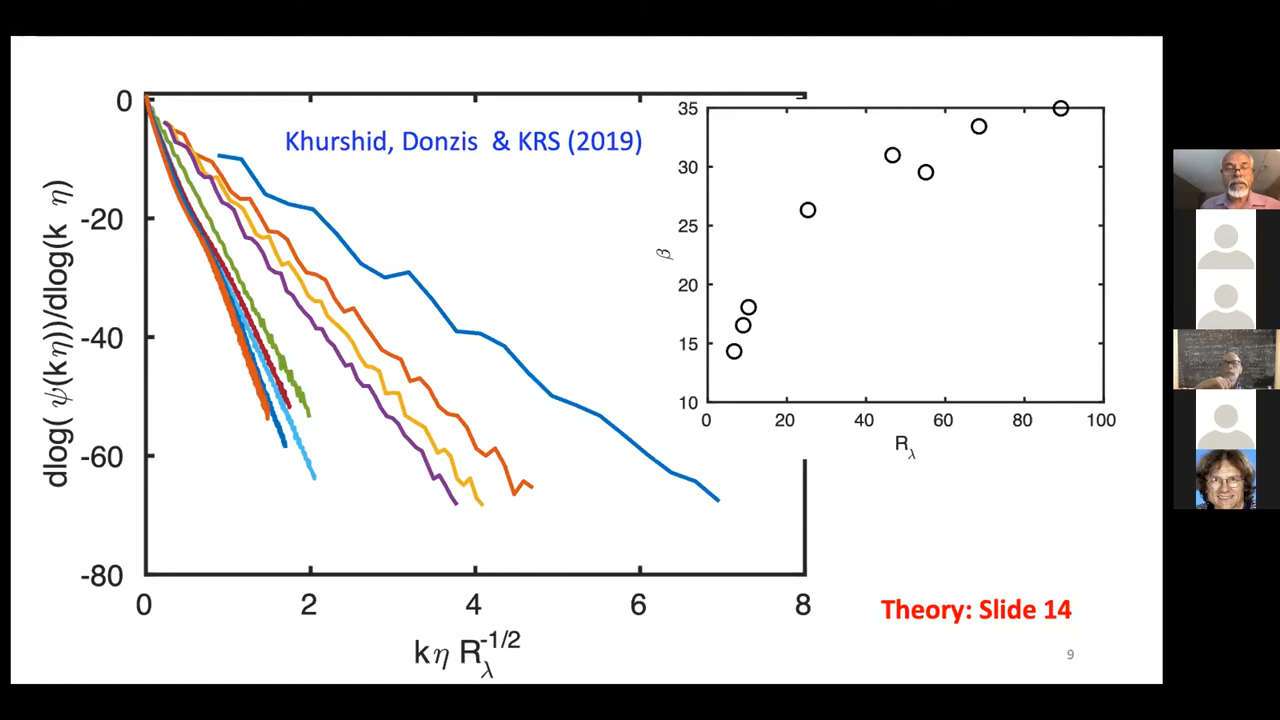 Khurshid, Donzis & KRS (2019)
dlog( ψ(kη))/dlog(k η)
0
-20
-40
-60
-80
0 2 4 6 8
kη R_λ^-1/2
35
30
25
20
15
10
β
0 20 40 60 80 100
R_λ
Theory: Slide 14
9